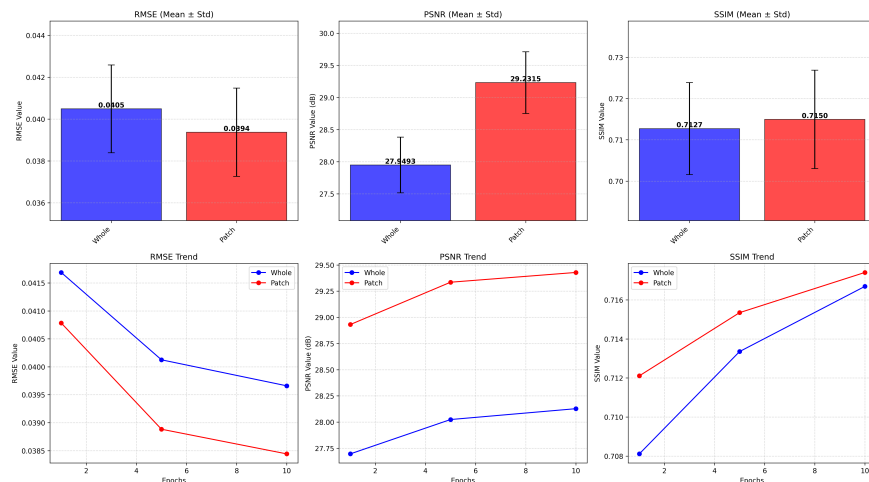 RMSE (Mean ± Std)
0.044
0.042
0.040
0.038
0.036
RMSE Value
0.0405
0.0394
Whole
Patch
PSNR (Mean ± Std)
30.0
29.5
29.0
28.5
28.0
27.5
PSNR Value (dB)
27.9493
29.2315
Whole
Patch
SSIM (Mean ± Std)
0.73
0.72
0.71
0.70
SSIM Value
0.7127
0.7150
Whole
Patch
RMSE Trend
0.0415
0.0410
0.0405
0.0400
0.0395
0.0390
0.0385
RMSE Value
Whole
Patch
2
4
6
8
10
Epochs
PSNR Trend
29.50
29.25
29.00
28.75
28.50
28.25
28.00
27.75
PSNR Value (dB)
Whole
Patch
2
4
6
8
10
Epochs
SSIM Trend
0.716
0.714
0.712
0.710
0.708
SSIM Value
Whole
Patch
2
4
6
8
10
Epochs